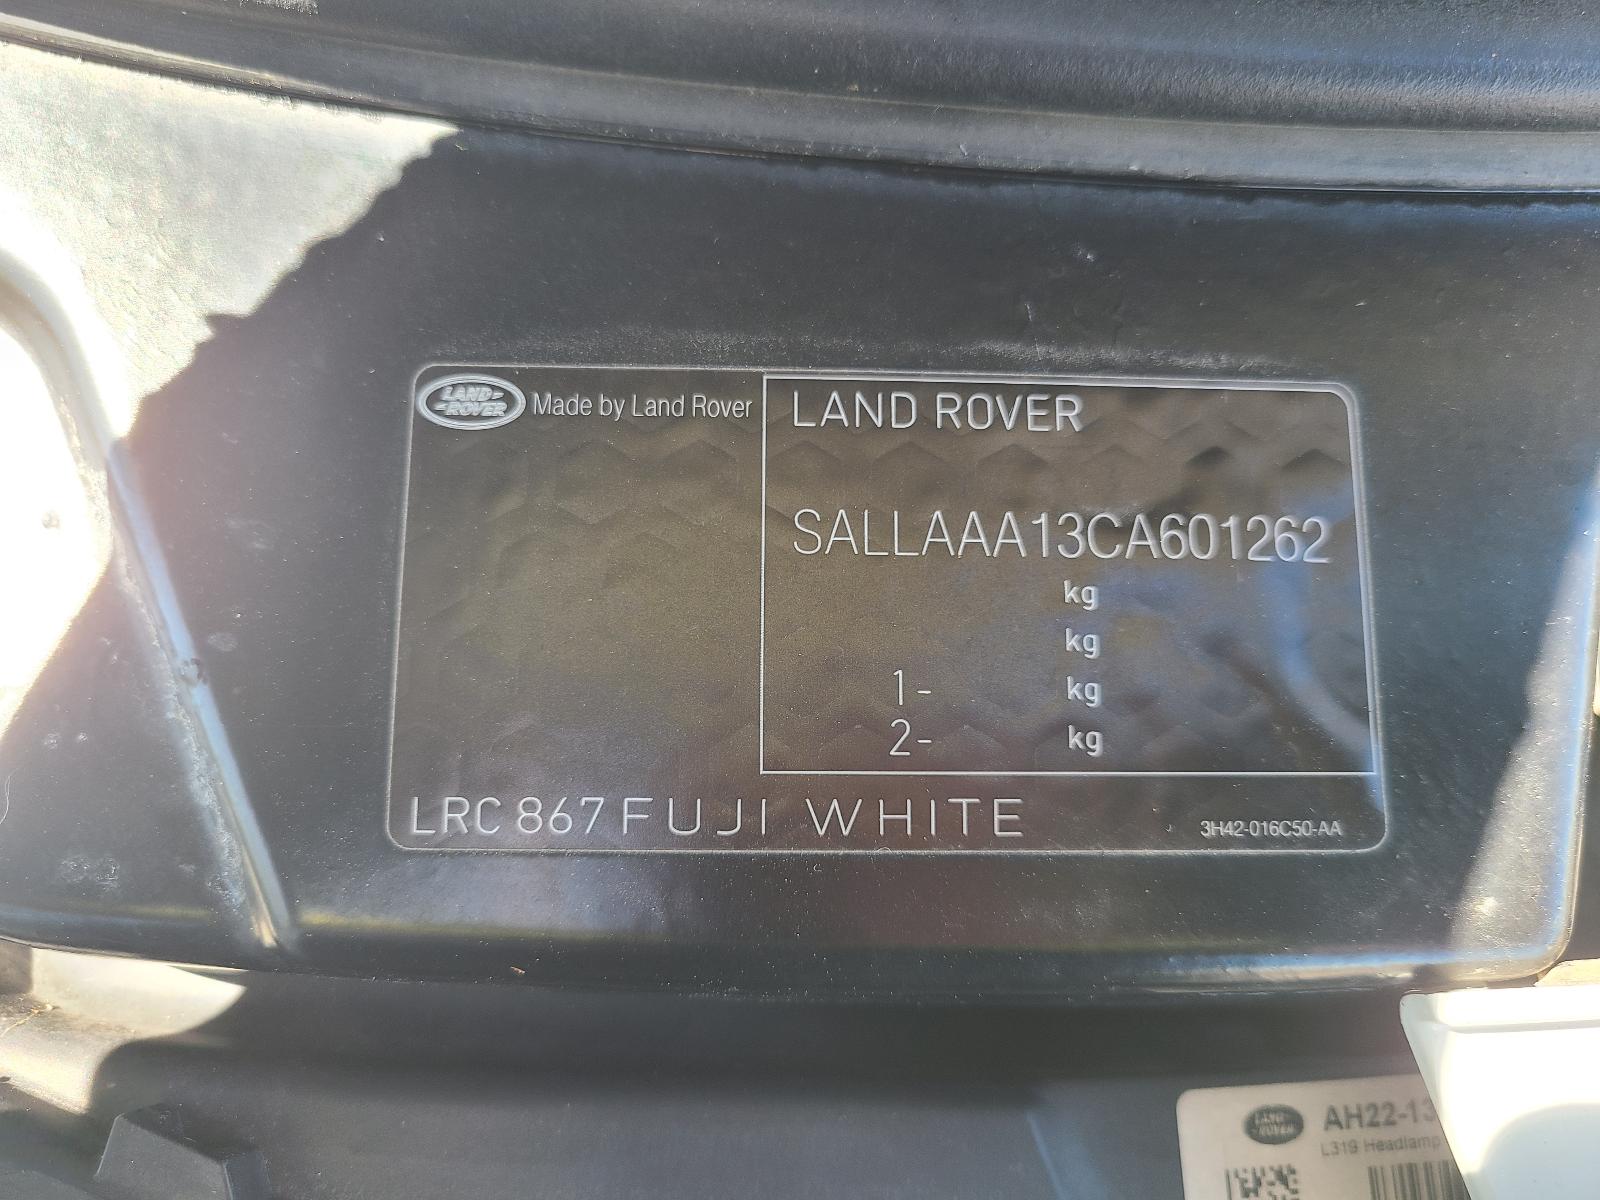 LAND ROVER
Made by Land Rover
LAND ROVER
SALLAAA13CA601262
kg
kg
1- kg
2- kg
LRC 867 FUJI WHITE
3H42-016C50-AA
LAND ROVER
AH22-13
L319 Headlamp